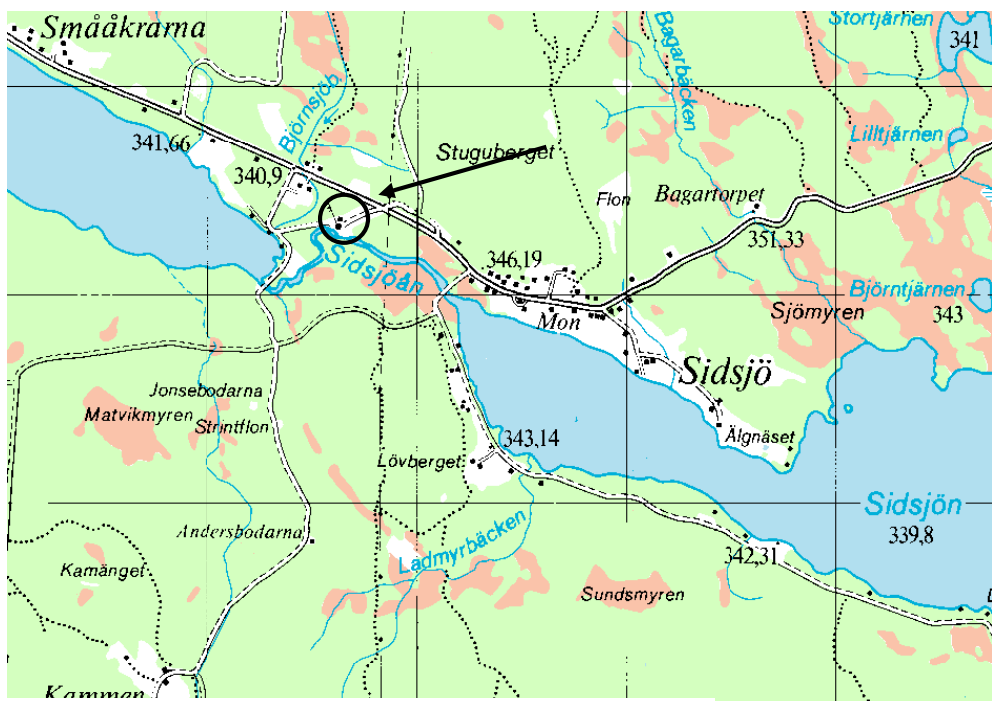 Stortjärnen
Småäkrarna
341
Bagarbäcken
Björnsjöb.
Lilltjärnen
341,66
Stuguberget
340,9
Flon
Bagartorpet
351,33
346,19
Sidsjöån
Björntjärnen
343
Sjömyren
Mon
Sidsjö
Jonsebodarna
Matvikmyren
Strintflon
Älgnäset
343,14
Lövberget
Sidsjön
339,8
Andersbodarna
Ladmyrbäcken
342,31
Kamänget
Sundsmyren
Kammen